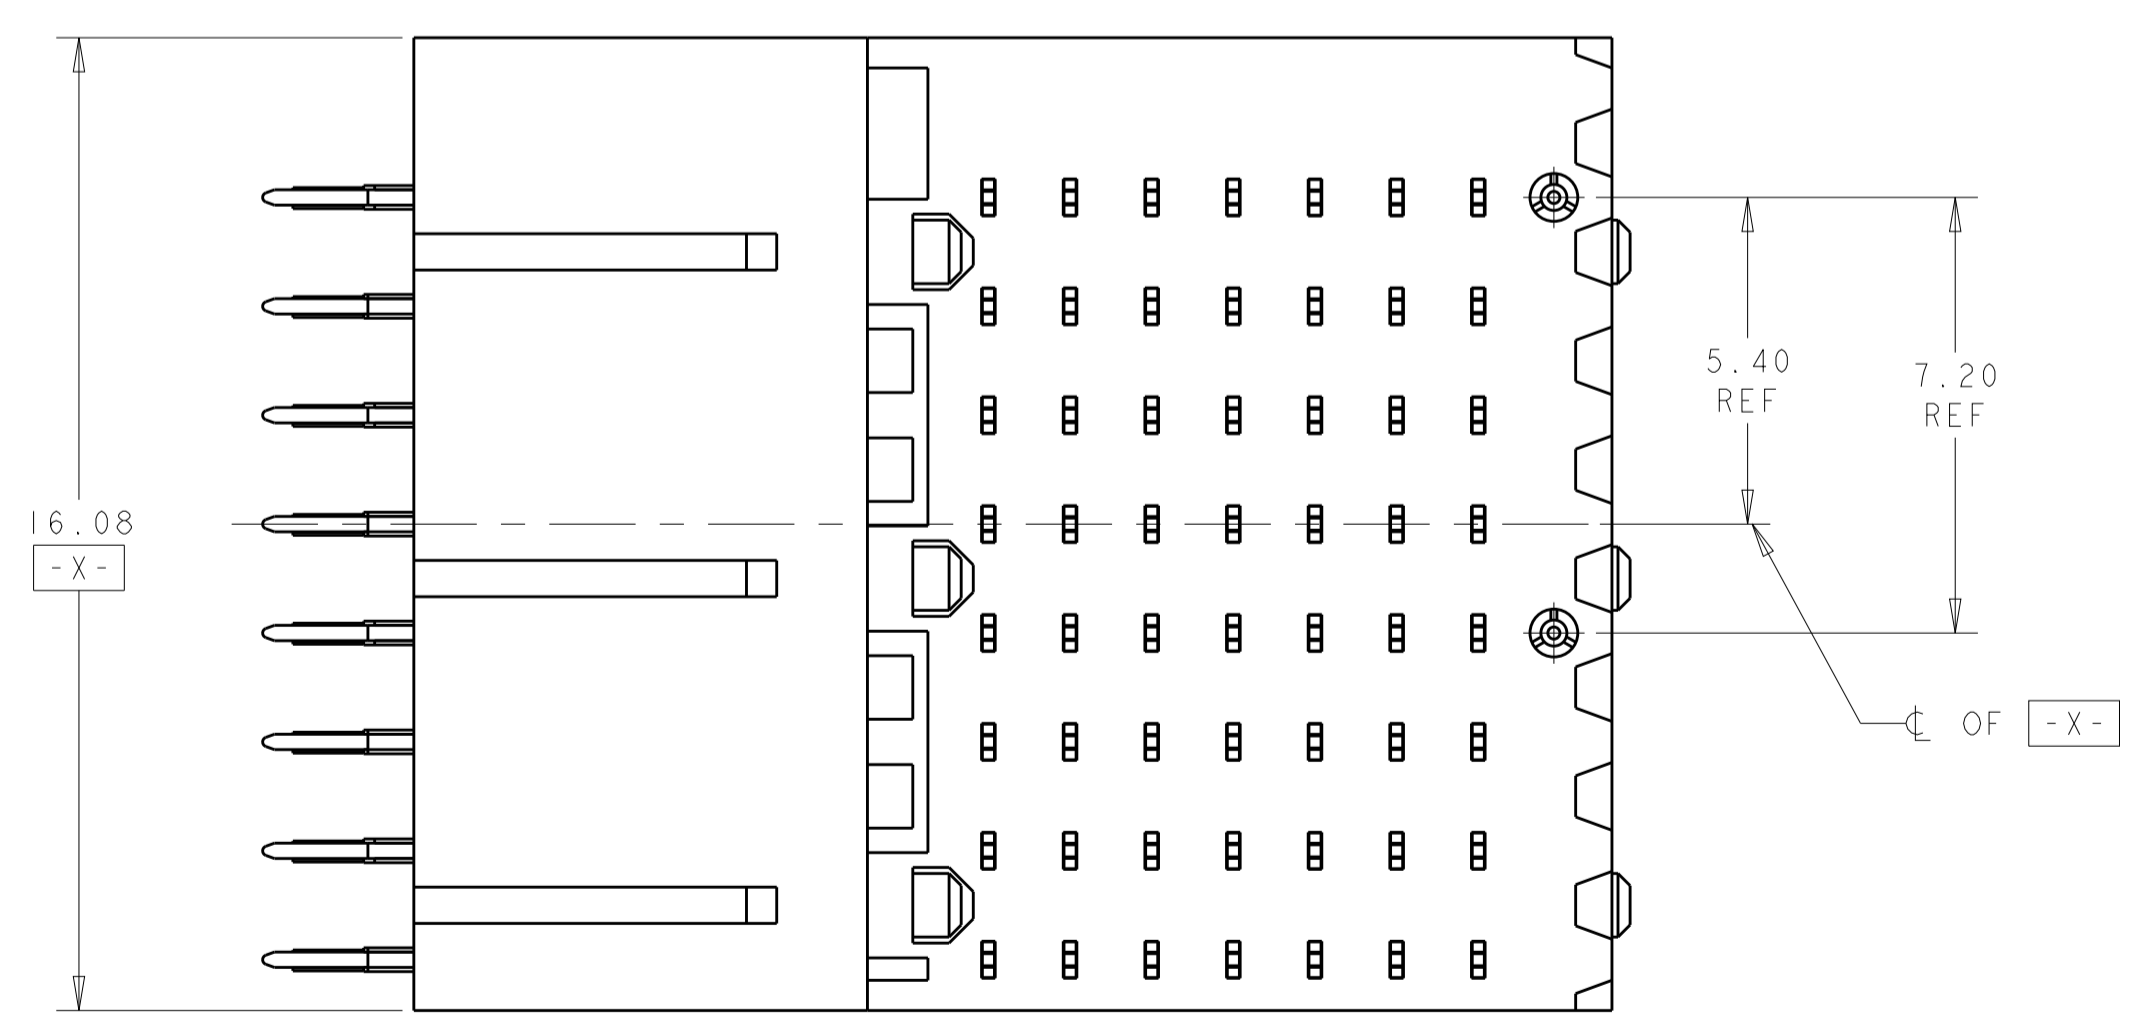 16.08
-X-
5.40
REF
7.20
REF
℄ OF -X-